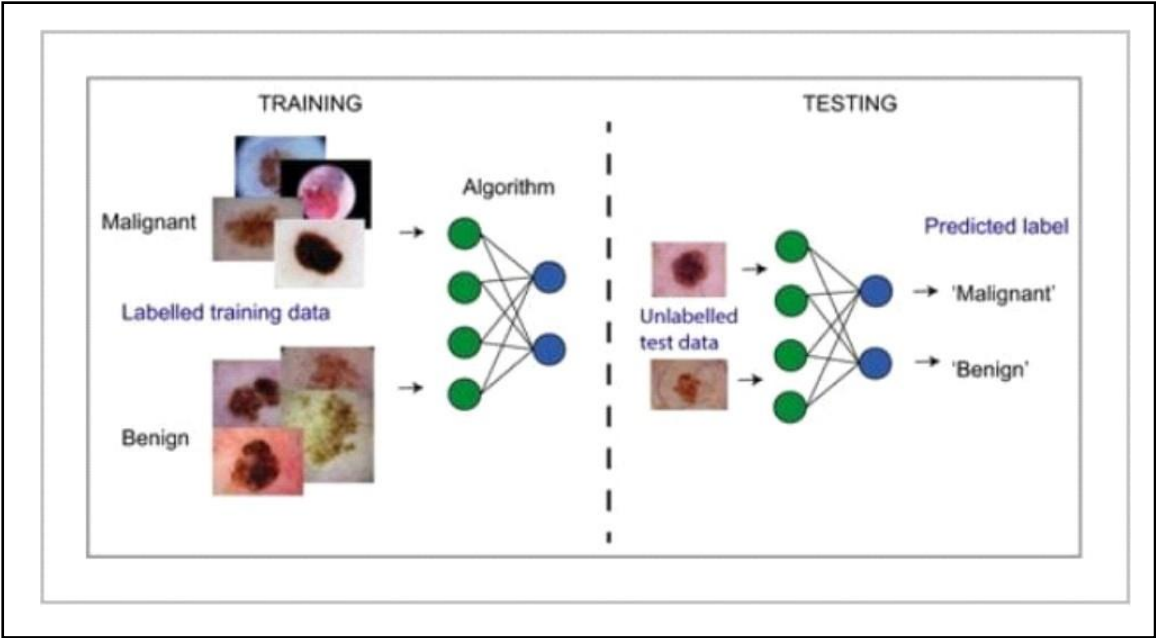 TRAINING
Algorithm
Malignant
Labelled training data
Benign
TESTING
Predicted label
Unlabelled
test data
'Malignant'
'Benign'